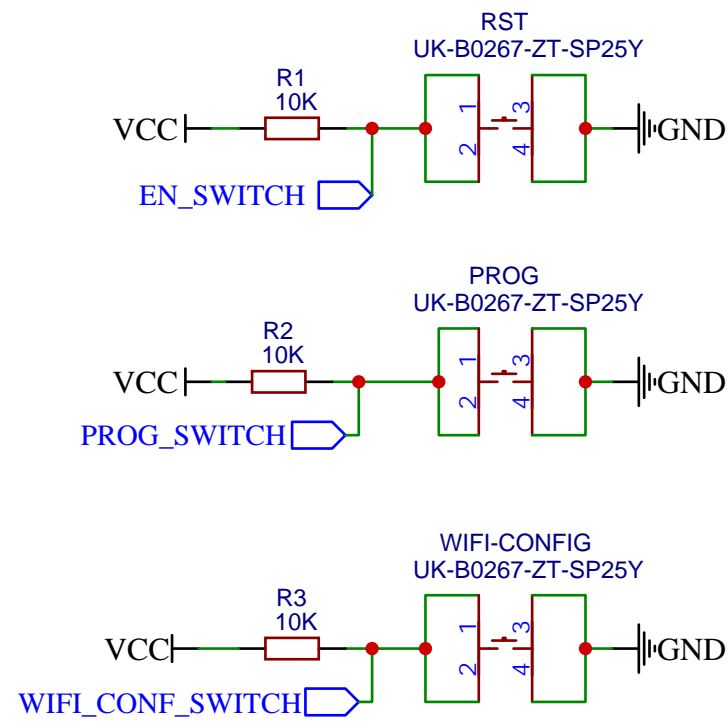 RST
UK-B0267-ZT-SP25Y
R1
10K
VCC
1
2
3
4
GND
EN_SWITCH
PROG
UK-B0267-ZT-SP25Y
R2
10K
VCC
1
2
3
4
GND
PROG_SWITCH
WIFI-CONFIG
UK-B0267-ZT-SP25Y
R3
10K
VCC
1
2
3
4
GND
WIFI_CONF_SWITCH